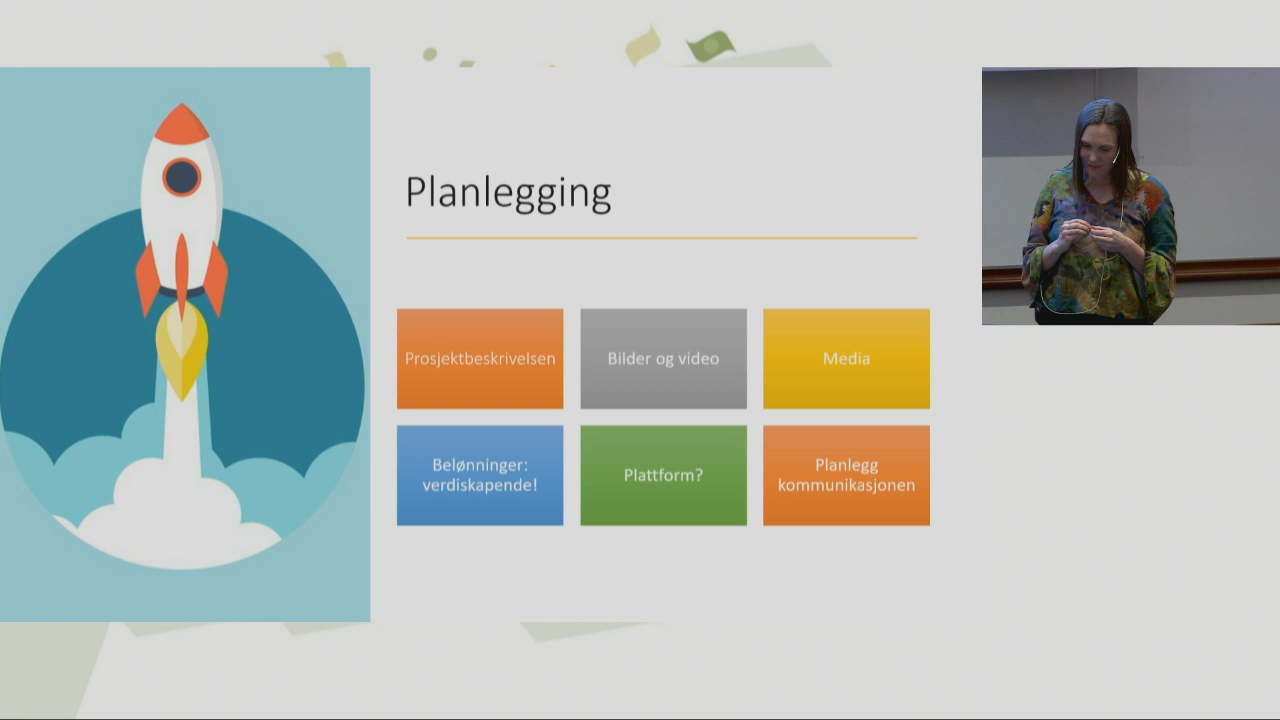 Planlegging
Prosjektbeskrivelsen
Bilder og video
Media
Belønninger:
verdiskapende!
Plattform?
Planlegg
kommunikasjonen